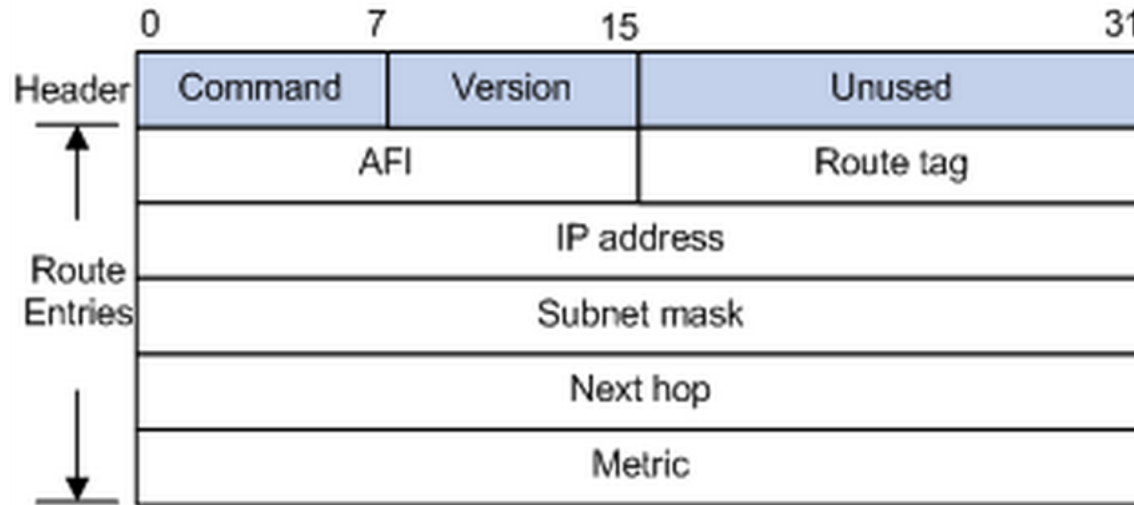 0 7 15 31
Header Command Version Unused
AFI Route tag
IP address
Route
Entries
Subnet mask
Next hop
Metric